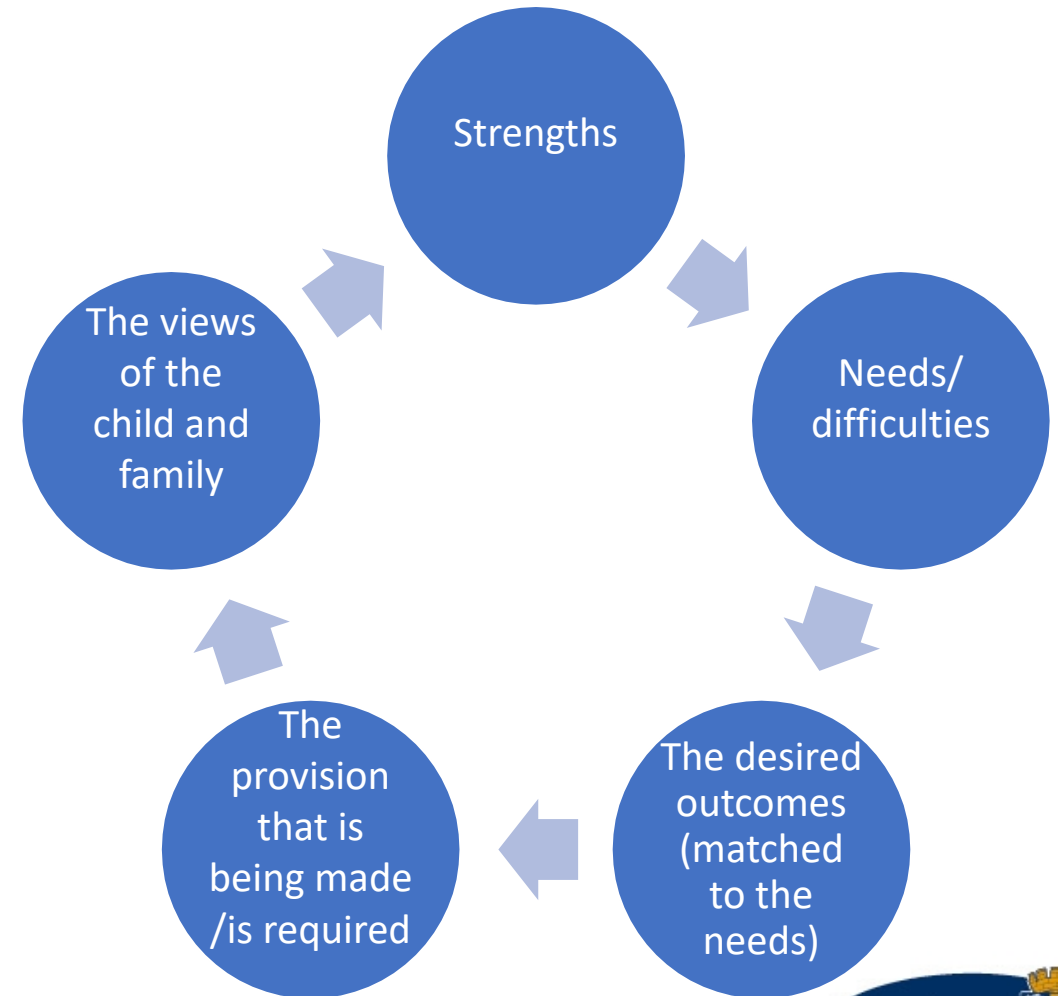 Strengths
Needs/
difficulties
The desired
outcomes
(matched
to the
needs)
The
provision
that is
being made
/is required
The views
of the
child and
family